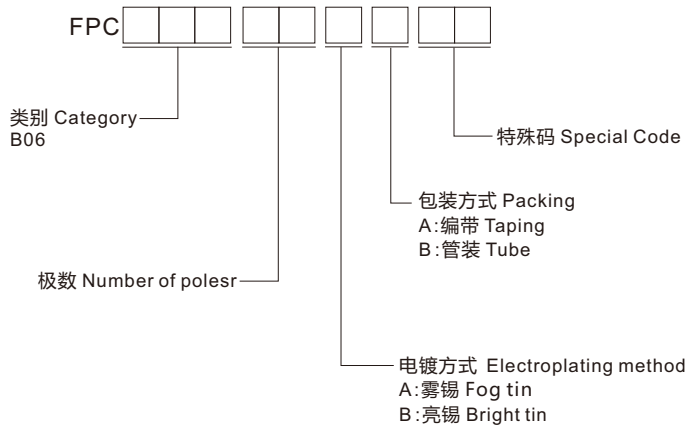 FPC
类别 Category
B06
特殊码 Special Code
包装方式 Packing
A:编带 Taping
B:管装 Tube
极数 Number of polesr
电镀方式 Electroplating method
A:雾锡 Fog tin
B:亮锡 Bright tin